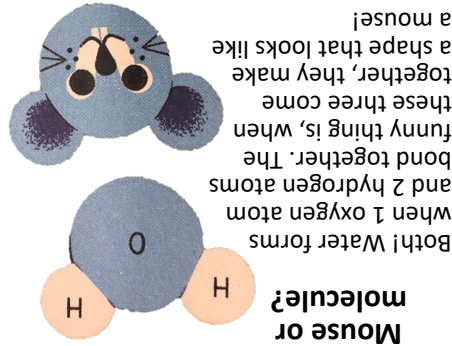 Mouse or
molecule?
Both! Water forms
when 1 oxygen atom
and 2 hydrogen atoms
bond together. The
funny thing is, when
these three come
together, they make
a shape that looks like
a mouse!
H
H
O